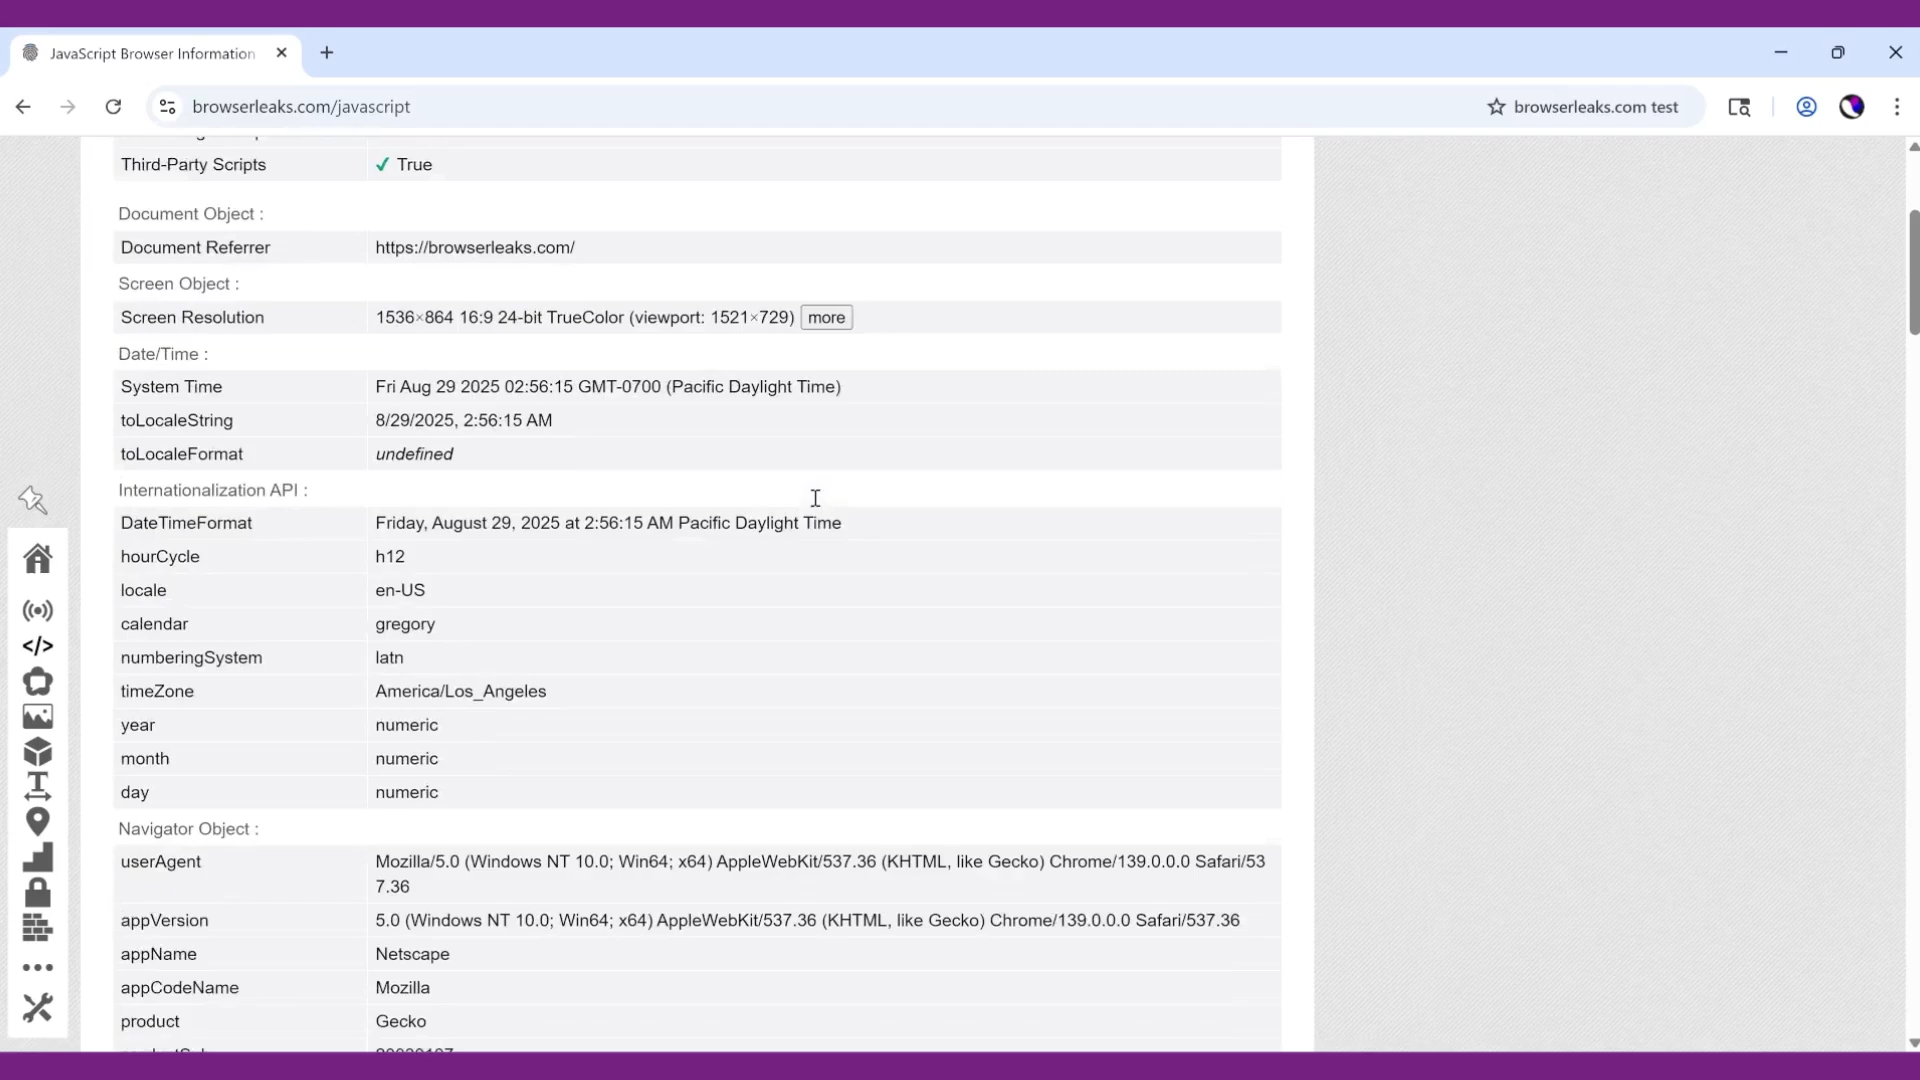 JavaScript Browser Information
browserleaks.com/javascript
browserleaks.com test
Third-Party Scripts ✓ True
Document Object :
Document Referrer https://browserleaks.com/
Screen Object :
Screen Resolution 1536×864 16:9 24-bit TrueColor (viewport: 1521×729) more
Date/Time :
System Time Fri Aug 29 2025 02:56:15 GMT-0700 (Pacific Daylight Time)
toLocaleString 8/29/2025, 2:56:15 AM
toLocaleFormat undefined
Internationalization API :
DateTimeFormat Friday, August 29, 2025 at 2:56:15 AM Pacific Daylight Time
hourCycle h12
locale en-US
calendar gregory
numberingSystem latn
timeZone America/Los_Angeles
year numeric
month numeric
day numeric
Navigator Object :
userAgent Mozilla/5.0 (Windows NT 10.0; Win64; x64) AppleWebKit/537.36 (KHTML, like Gecko) Chrome/139.0.0.0 Safari/53
7.36
appVersion 5.0 (Windows NT 10.0; Win64; x64) AppleWebKit/537.36 (KHTML, like Gecko) Chrome/139.0.0.0 Safari/537.36
appName Netscape
appCodeName Mozilla
product Gecko